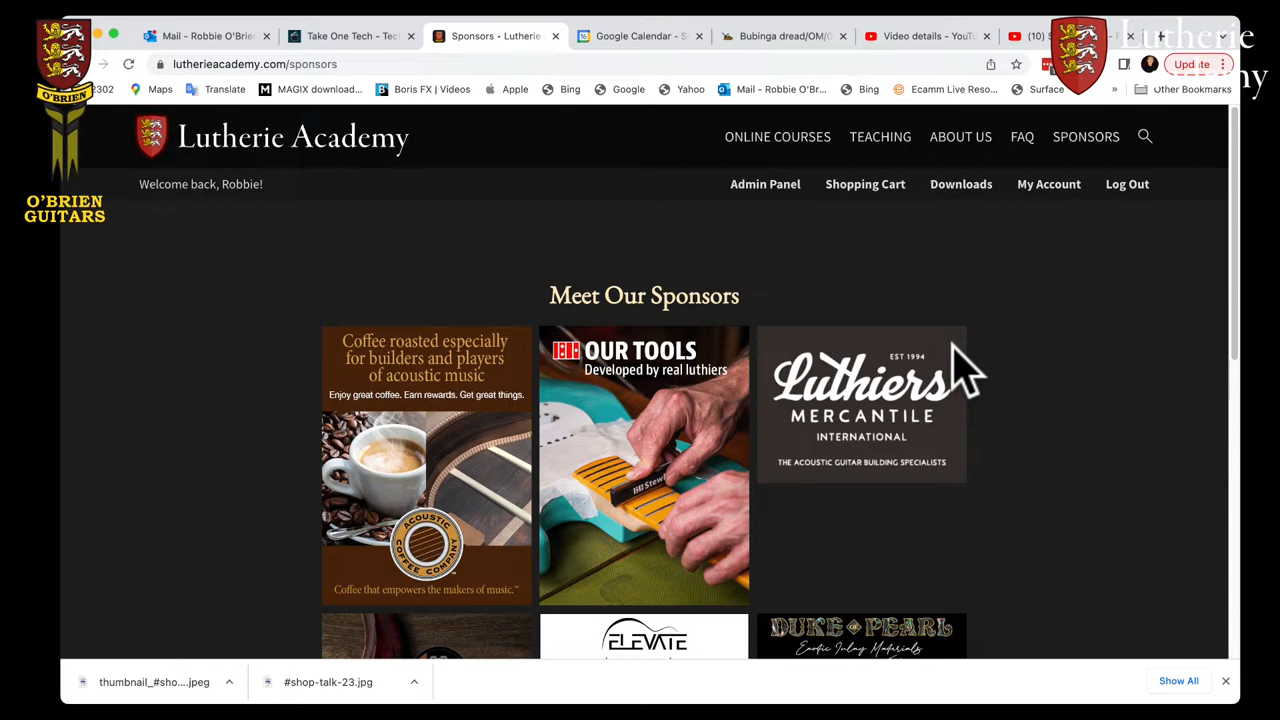 Mail - Robbie O'Brie
Take One Tech - Tec
Sponsors • Lutherie
Google Calendar - S
Bubinga dread/OM/
Video details - YouT
(10) S
Lutherie
lutherieacademy.com/sponsors
Update
2302
Maps
Translate
MAGIX download...
Boris FX | Videos
Apple
Bing
Google
Yahoo
Mail - Robbie O'Br...
Bing
Ecamm Live Reso...
Surface
»
Other Bookmarks
O'BRIEN
O'BRIEN
GUITARS
Lutherie Academy
ONLINE COURSES
TEACHING
ABOUT US
FAQ
SPONSORS
Welcome back, Robbie!
Admin Panel
Shopping Cart
Downloads
My Account
Log Out
Meet Our Sponsors
Coffee roasted especially
for builders and players
of acoustic music
Enjoy great coffee. Earn rewards. Get great things.
ACOUSTIC
COFFEE COMPANY
Coffee that empowers the makers of music.™
OUR TOOLS
Developed by real luthiers
EST 1994
Luthiers
MERCANTILE
INTERNATIONAL
THE ACOUSTIC GUITAR BUILDING SPECIALISTS
ELEVATE
DUKE OF PEARL
Exotic Inlay Materials
thumbnail_#sho....jpeg
#shop-talk-23.jpg
Show All